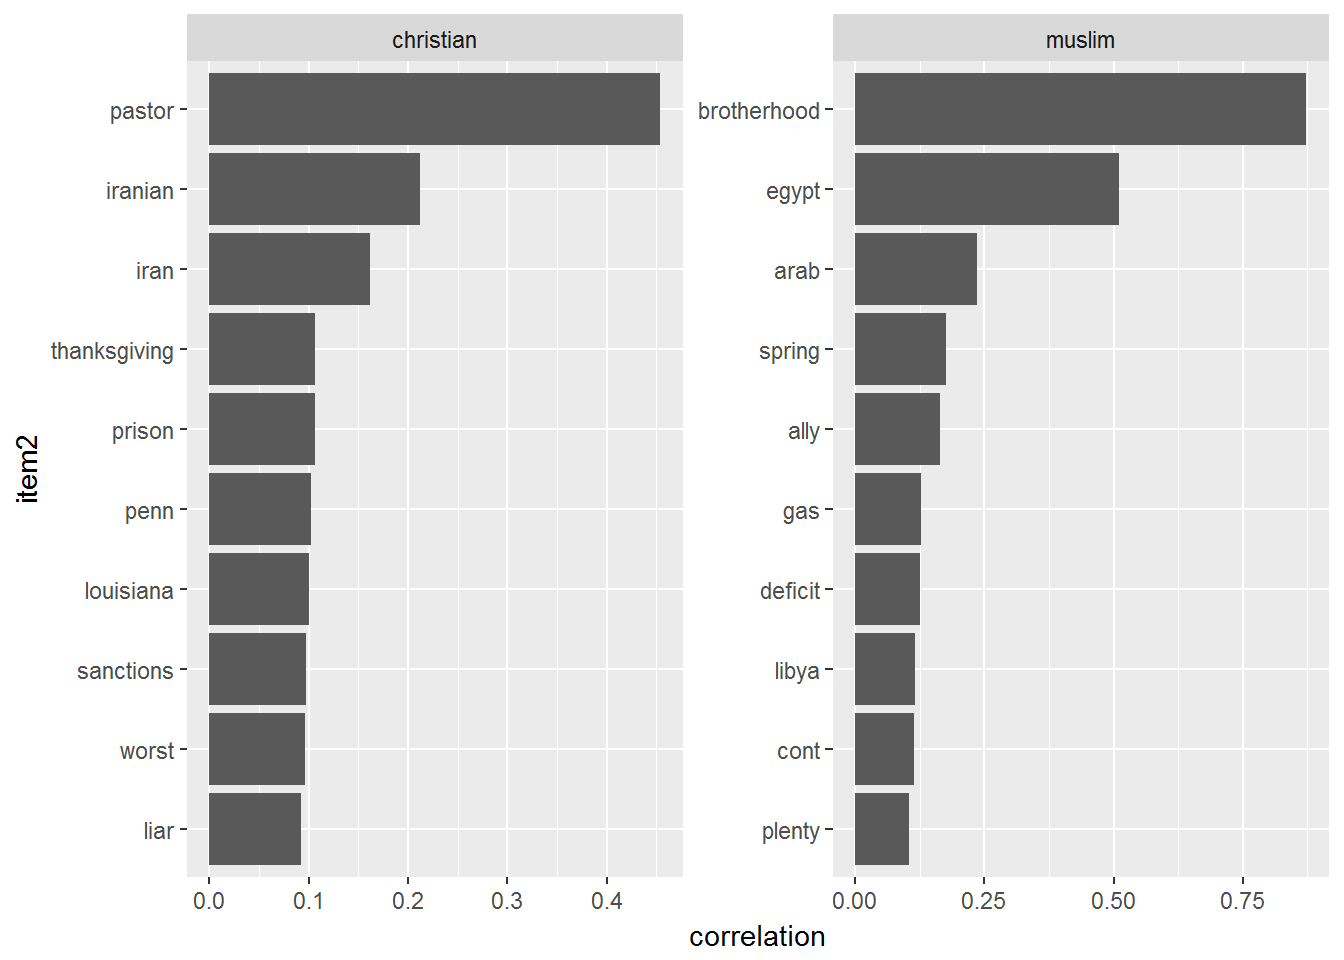 christian
pastor
iranian
iran
thanksgiving
prison
penn
louisiana
sanctions
worst
liar
0.0 0.1 0.2 0.3 0.4
muslim
brotherhood
egypt
arab
spring
ally
gas
deficit
libya
cont
plenty
0.00 0.25 0.50 0.75
correlation
item2